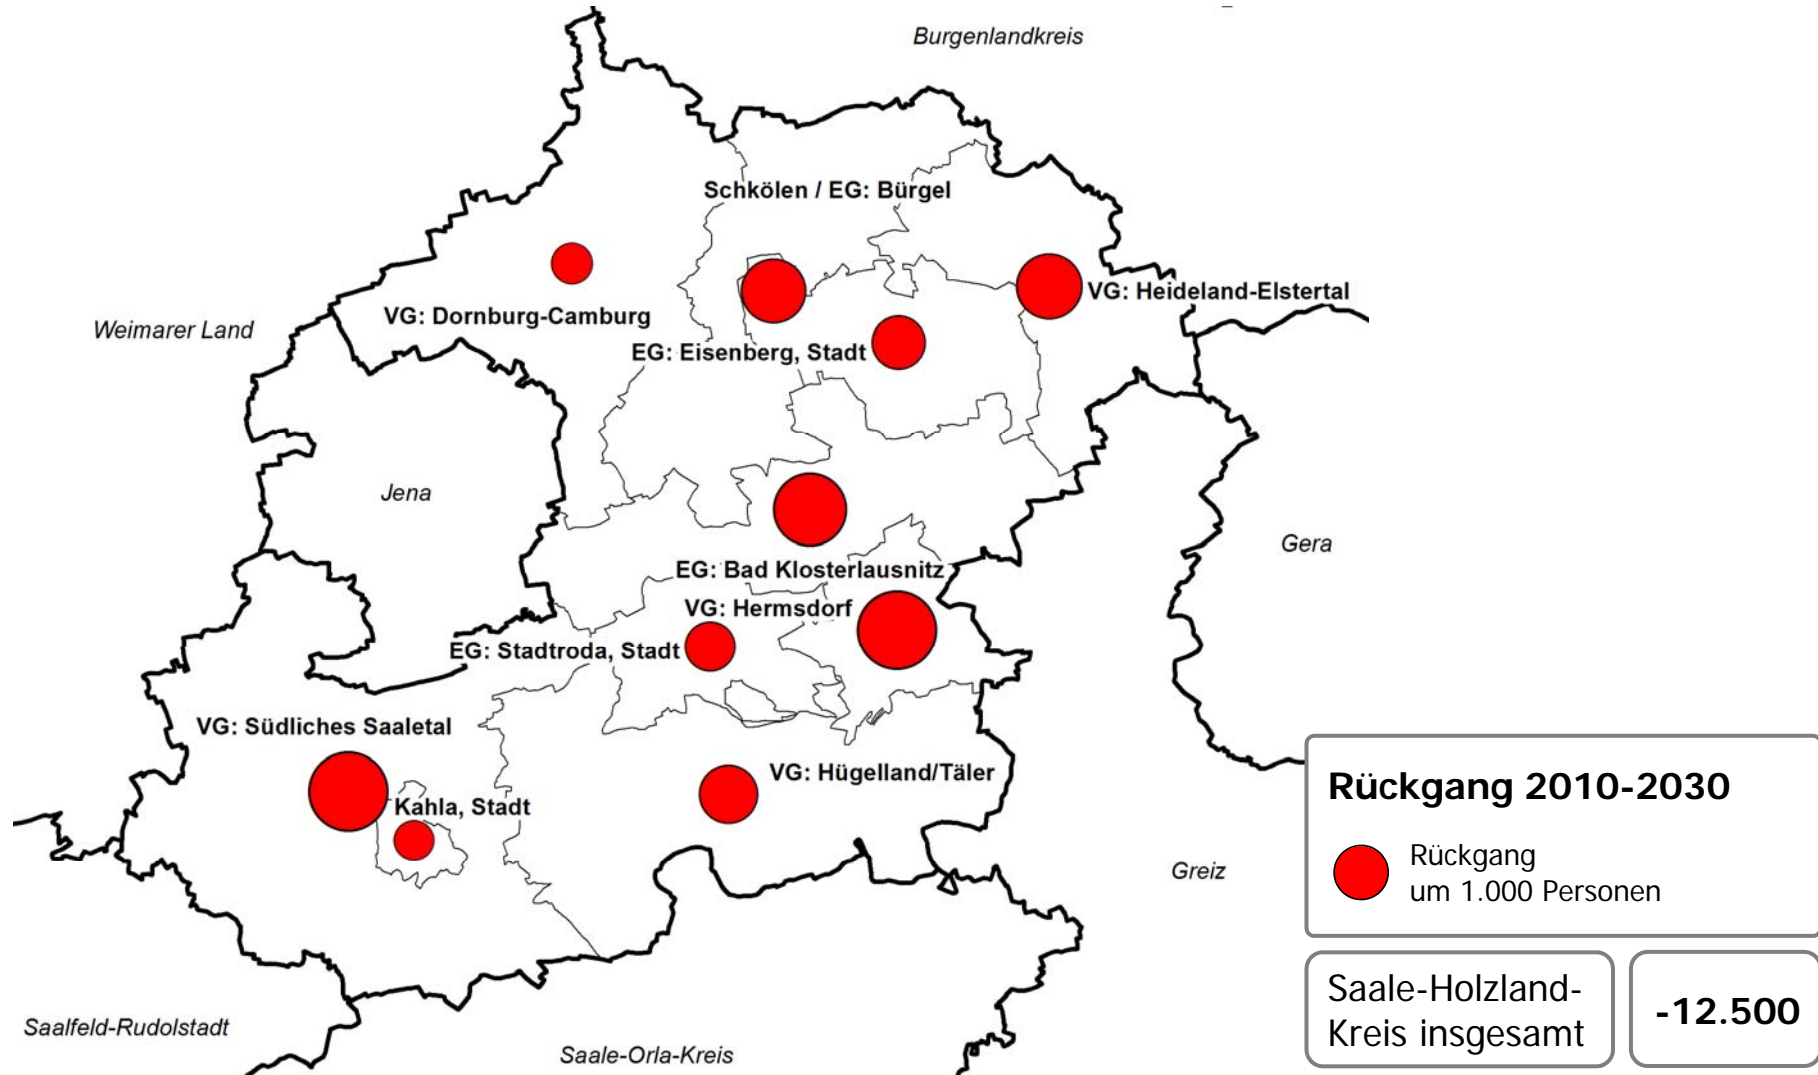 Burgenlandkreis
Schkölen / EG: Bürgel
VG: Heideland-Elstertal
VG: Dornburg-Camburg
Weimarer Land
EG: Eisenberg, Stadt
Jena
Gera
EG: Bad Klosterlausnitz
VG: Hermsdorf
EG: Stadtroda, Stadt
VG: Südliches Saaletal
VG: Hügelland/Täler
Kahla, Stadt
Greiz
Saalfeld-Rudolstadt
Saale-Orla-Kreis
Rückgang 2010-2030
Rückgang
um 1.000 Personen
Saale-Holzland-
Kreis insgesamt
-12.500